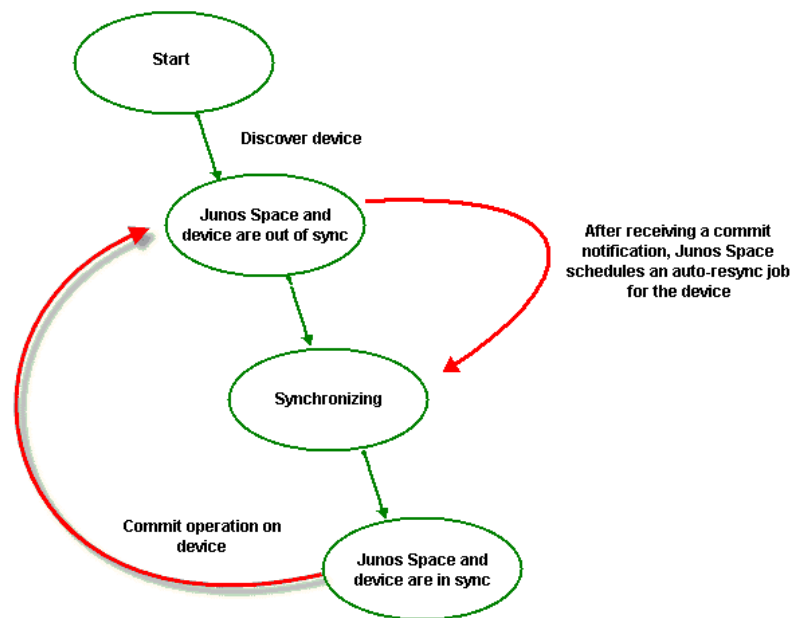 Start
Discover device
Junos Space and
device are out of sync
After receiving a commit
notification, Junos Space
schedules an auto-resync job
for the device
Synchronizing
Commit operation on
device
Junos Space and
device are in sync